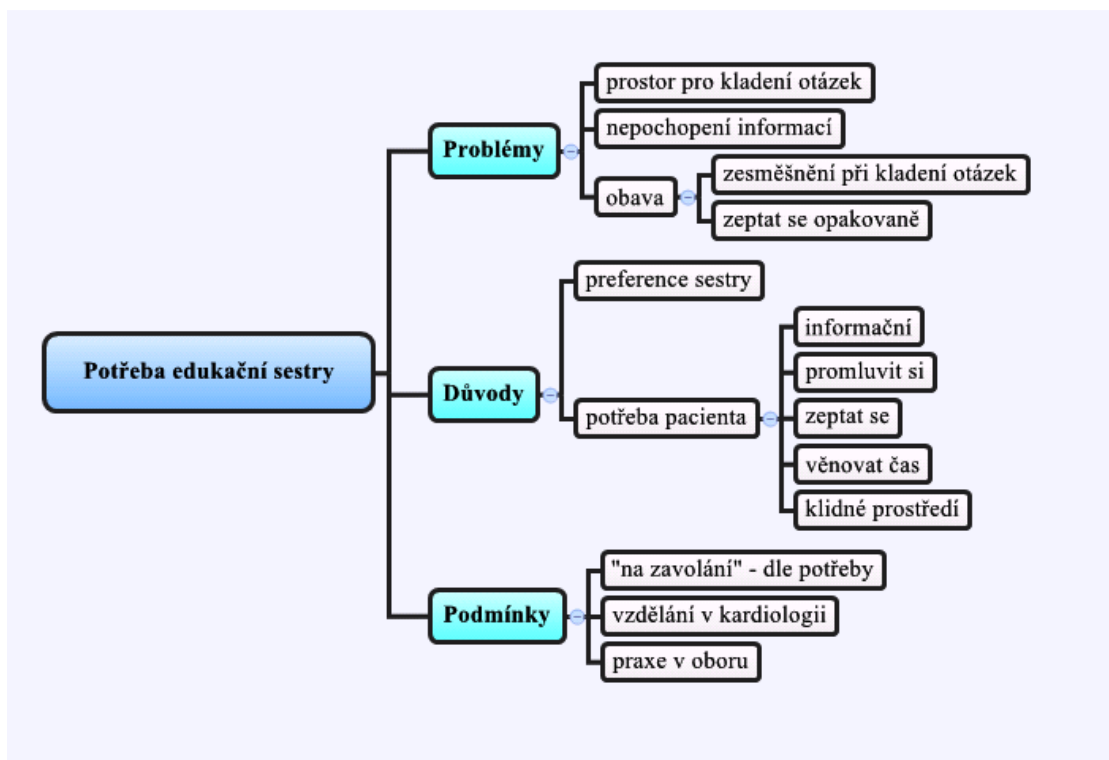 Potřeba edukační sestry
Problémy
prostor pro kladení otázek
nepochopení informací
obava
zesměšnění při kladení otázek
zeptat se opakovaně
Důvody
preference sestry
potřeba pacienta
informační
promluvit si
zeptat se
věnovat čas
klidné prostředí
Podmínky
"na zavolání" - dle potřeby
vzdělání v kardiologii
praxe v oboru